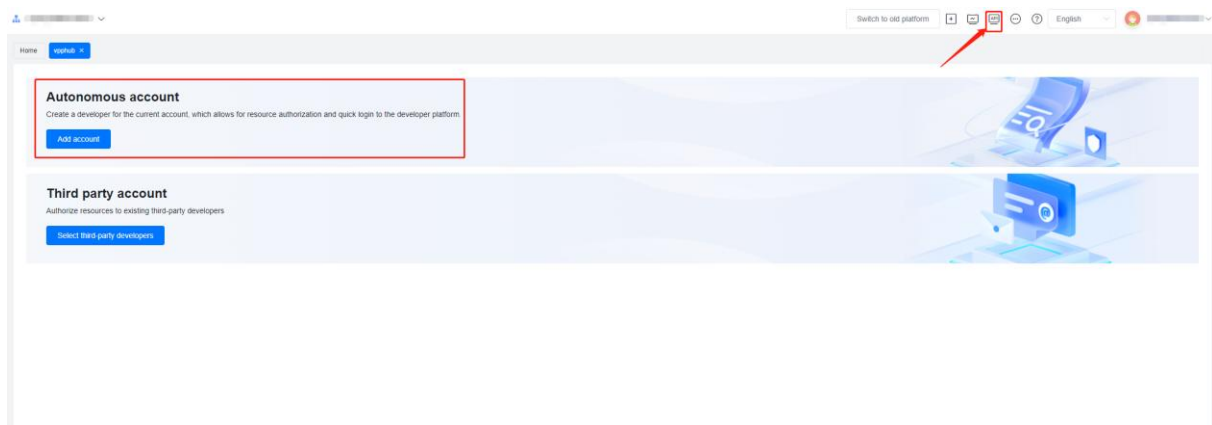 Switch to old platform
API
English
Home
vpphub ×
Autonomous account
Create a developer for the current account, which allows for resource authorization and quick login to the developer platform.
Add account
Third party account
Authorize resources to existing third-party developers
Select third-party developers